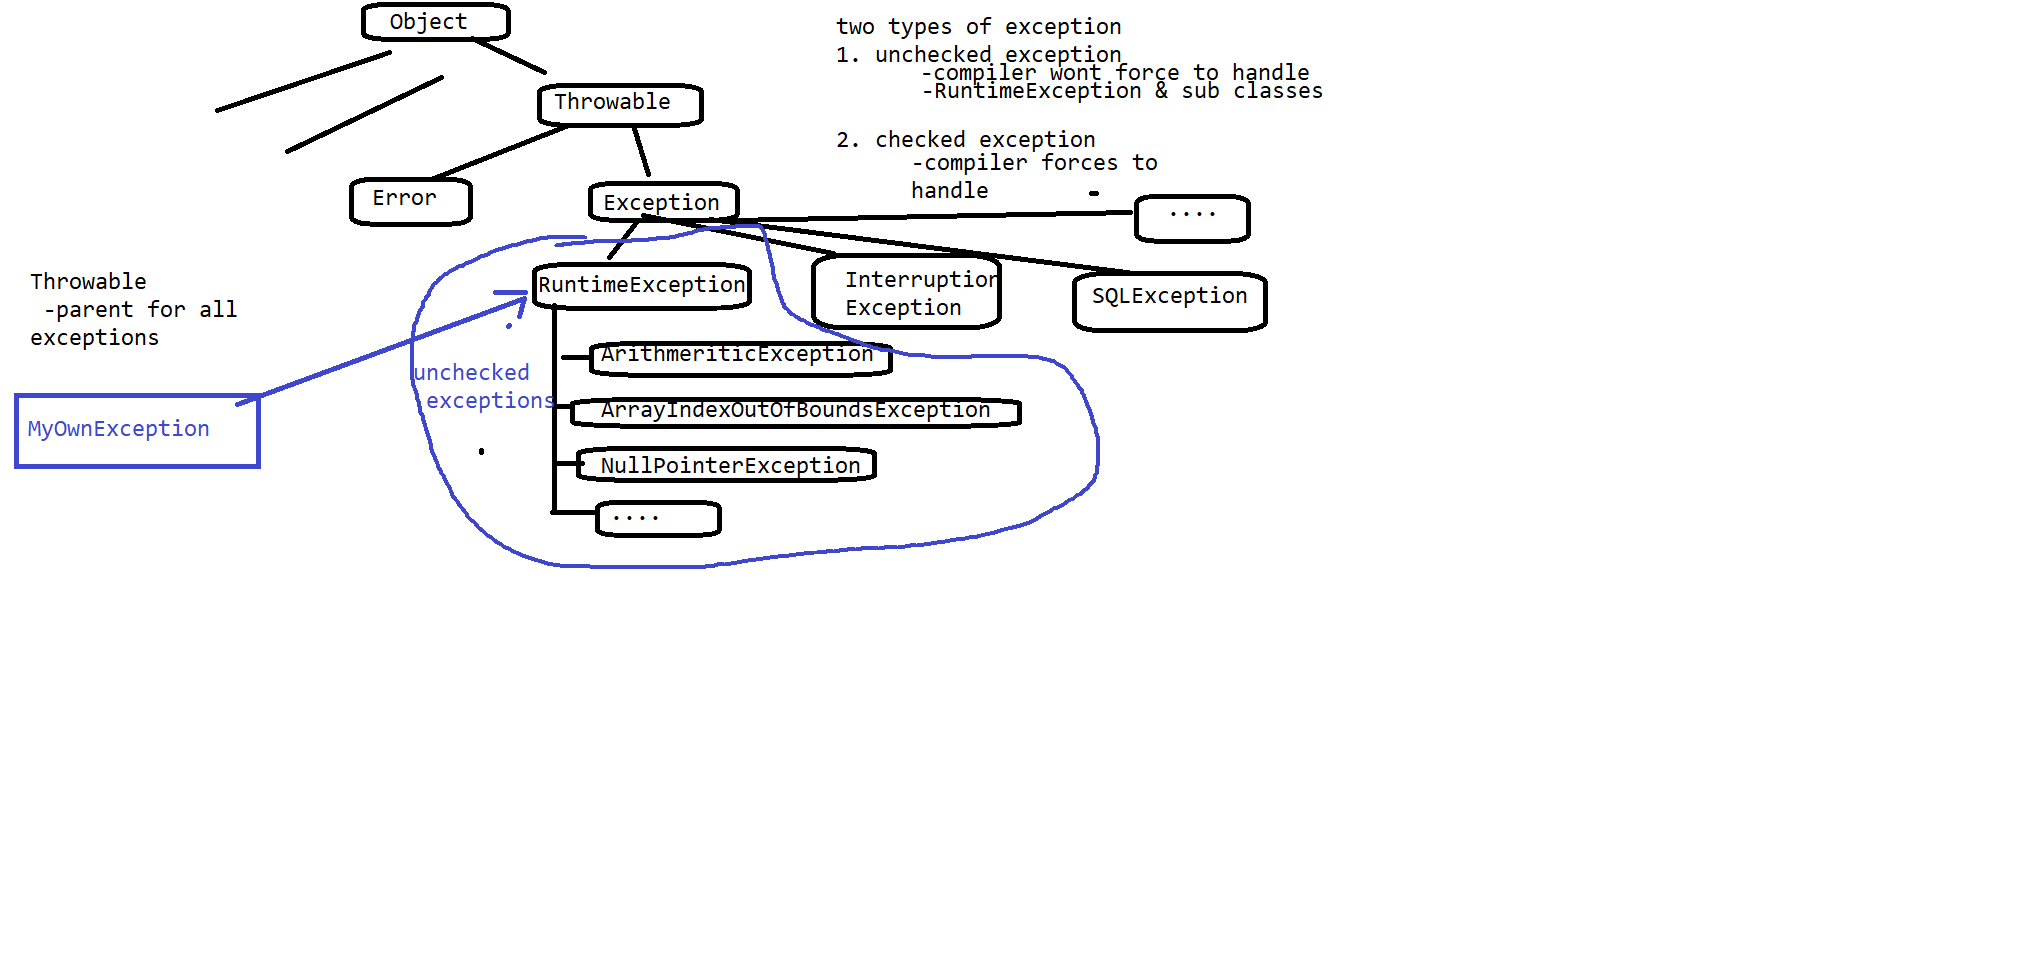 Object
two types of exception
1. unchecked exception
-compiler wont force to handle
-RuntimeException & sub classes
Throwable
2. checked exception
-compiler forces to
handle
Error
Exception
....
Throwable
-parent for all
exceptions
RuntimeException
Interruption
Exception
SQLException
unchecked
exceptions
ArithmeriticException
ArrayIndexOutOfBoundsException
MyOwnException
NullPointerException
....